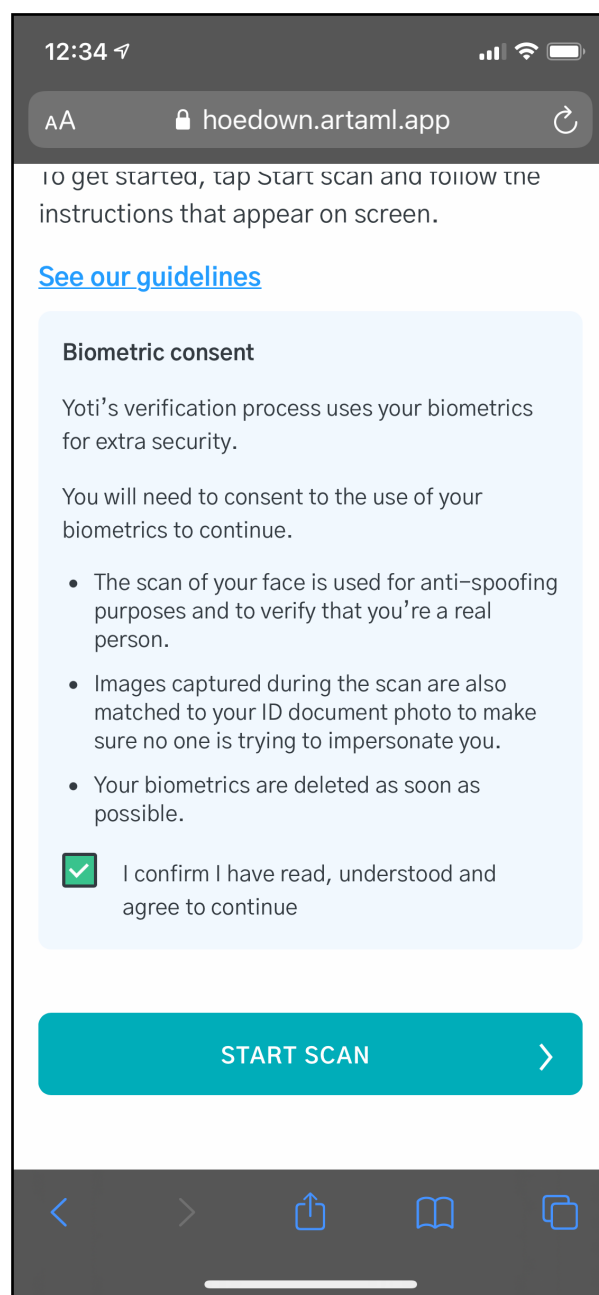 12:34
AA hoedown.artaml.app
To get started, tap Start scan and follow the
instructions that appear on screen.
See our guidelines
Biometric consent
Yoti’s verification process uses your biometrics
for extra security.
You will need to consent to the use of your
biometrics to continue.
• The scan of your face is used for anti-spoofing
purposes and to verify that you’re a real
person.
• Images captured during the scan are also
matched to your ID document photo to make
sure no one is trying to impersonate you.
• Your biometrics are deleted as soon as
possible.
I confirm I have read, understood and
agree to continue
START SCAN